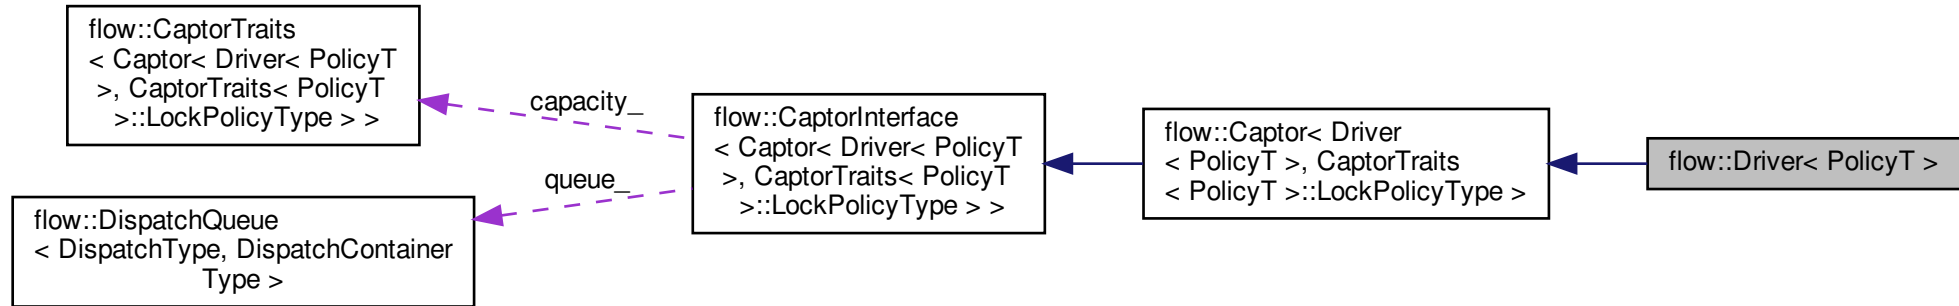 flow::CaptorTraits
< Captor< Driver< PolicyT
>, CaptorTraits< PolicyT
>::LockPolicyType > >
capacity_
flow::DispatchQueue
< DispatchType, DispatchContainer
Type >
queue_
flow::CaptorInterface
< Captor< Driver< PolicyT
>, CaptorTraits< PolicyT
>::LockPolicyType > >
flow::Captor< Driver
< PolicyT >, CaptorTraits
< PolicyT >::LockPolicyType >
flow::Driver< PolicyT >